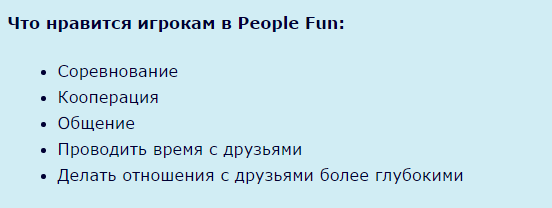 Что нравится игрокам в People Fun:
• Соревнование
• Кооперация
• Общение
• Проводить время с друзьями
• Делать отношения с друзьями более глубокими